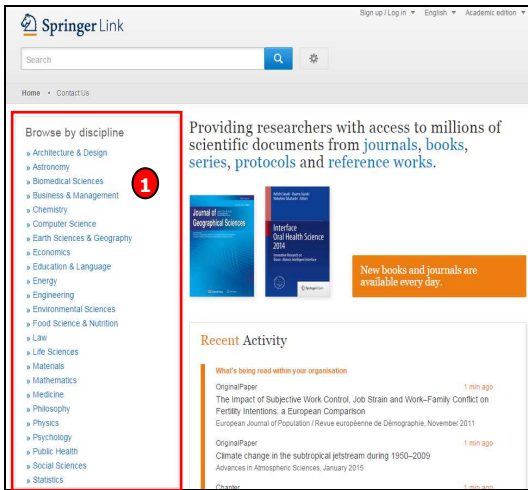 Sign up / Log in English Academic edition
Springer Link
Search
Home • Contact Us
Browse by discipline
» Architecture & Design
» Astronomy
» Biomedical Sciences
» Business & Management
» Chemistry
» Computer Science
» Earth Sciences & Geography
» Economics
» Education & Language
» Energy
» Engineering
» Environmental Sciences
» Food Science & Nutrition
» Law
» Life Sciences
» Materials
» Mathematics
» Medicine
» Philosophy
» Physics
» Psychology
» Public Health
» Social Sciences
» Statistics
1
Providing researchers with access to millions of
scientific documents from journals, books,
series, protocols and reference works.
Journal of
Geographical Sciences
Interface
Oral Health Science
2014
Springer
New books and journals are
available every day.
Recent Activity
What's being read within your organisation
OriginalPaper 1 min ago
The Impact of Subjective Work Control, Job Strain and Work–Family Conflict on
Fertility Intentions: a European Comparison
European Journal of Population / Revue européenne de Démographie, November 2011
OriginalPaper 1 min ago
Climate change in the subtropical jetstream during 1950–2009
Advances in Atmospheric Sciences, January 2015
Chapter 1 min ago